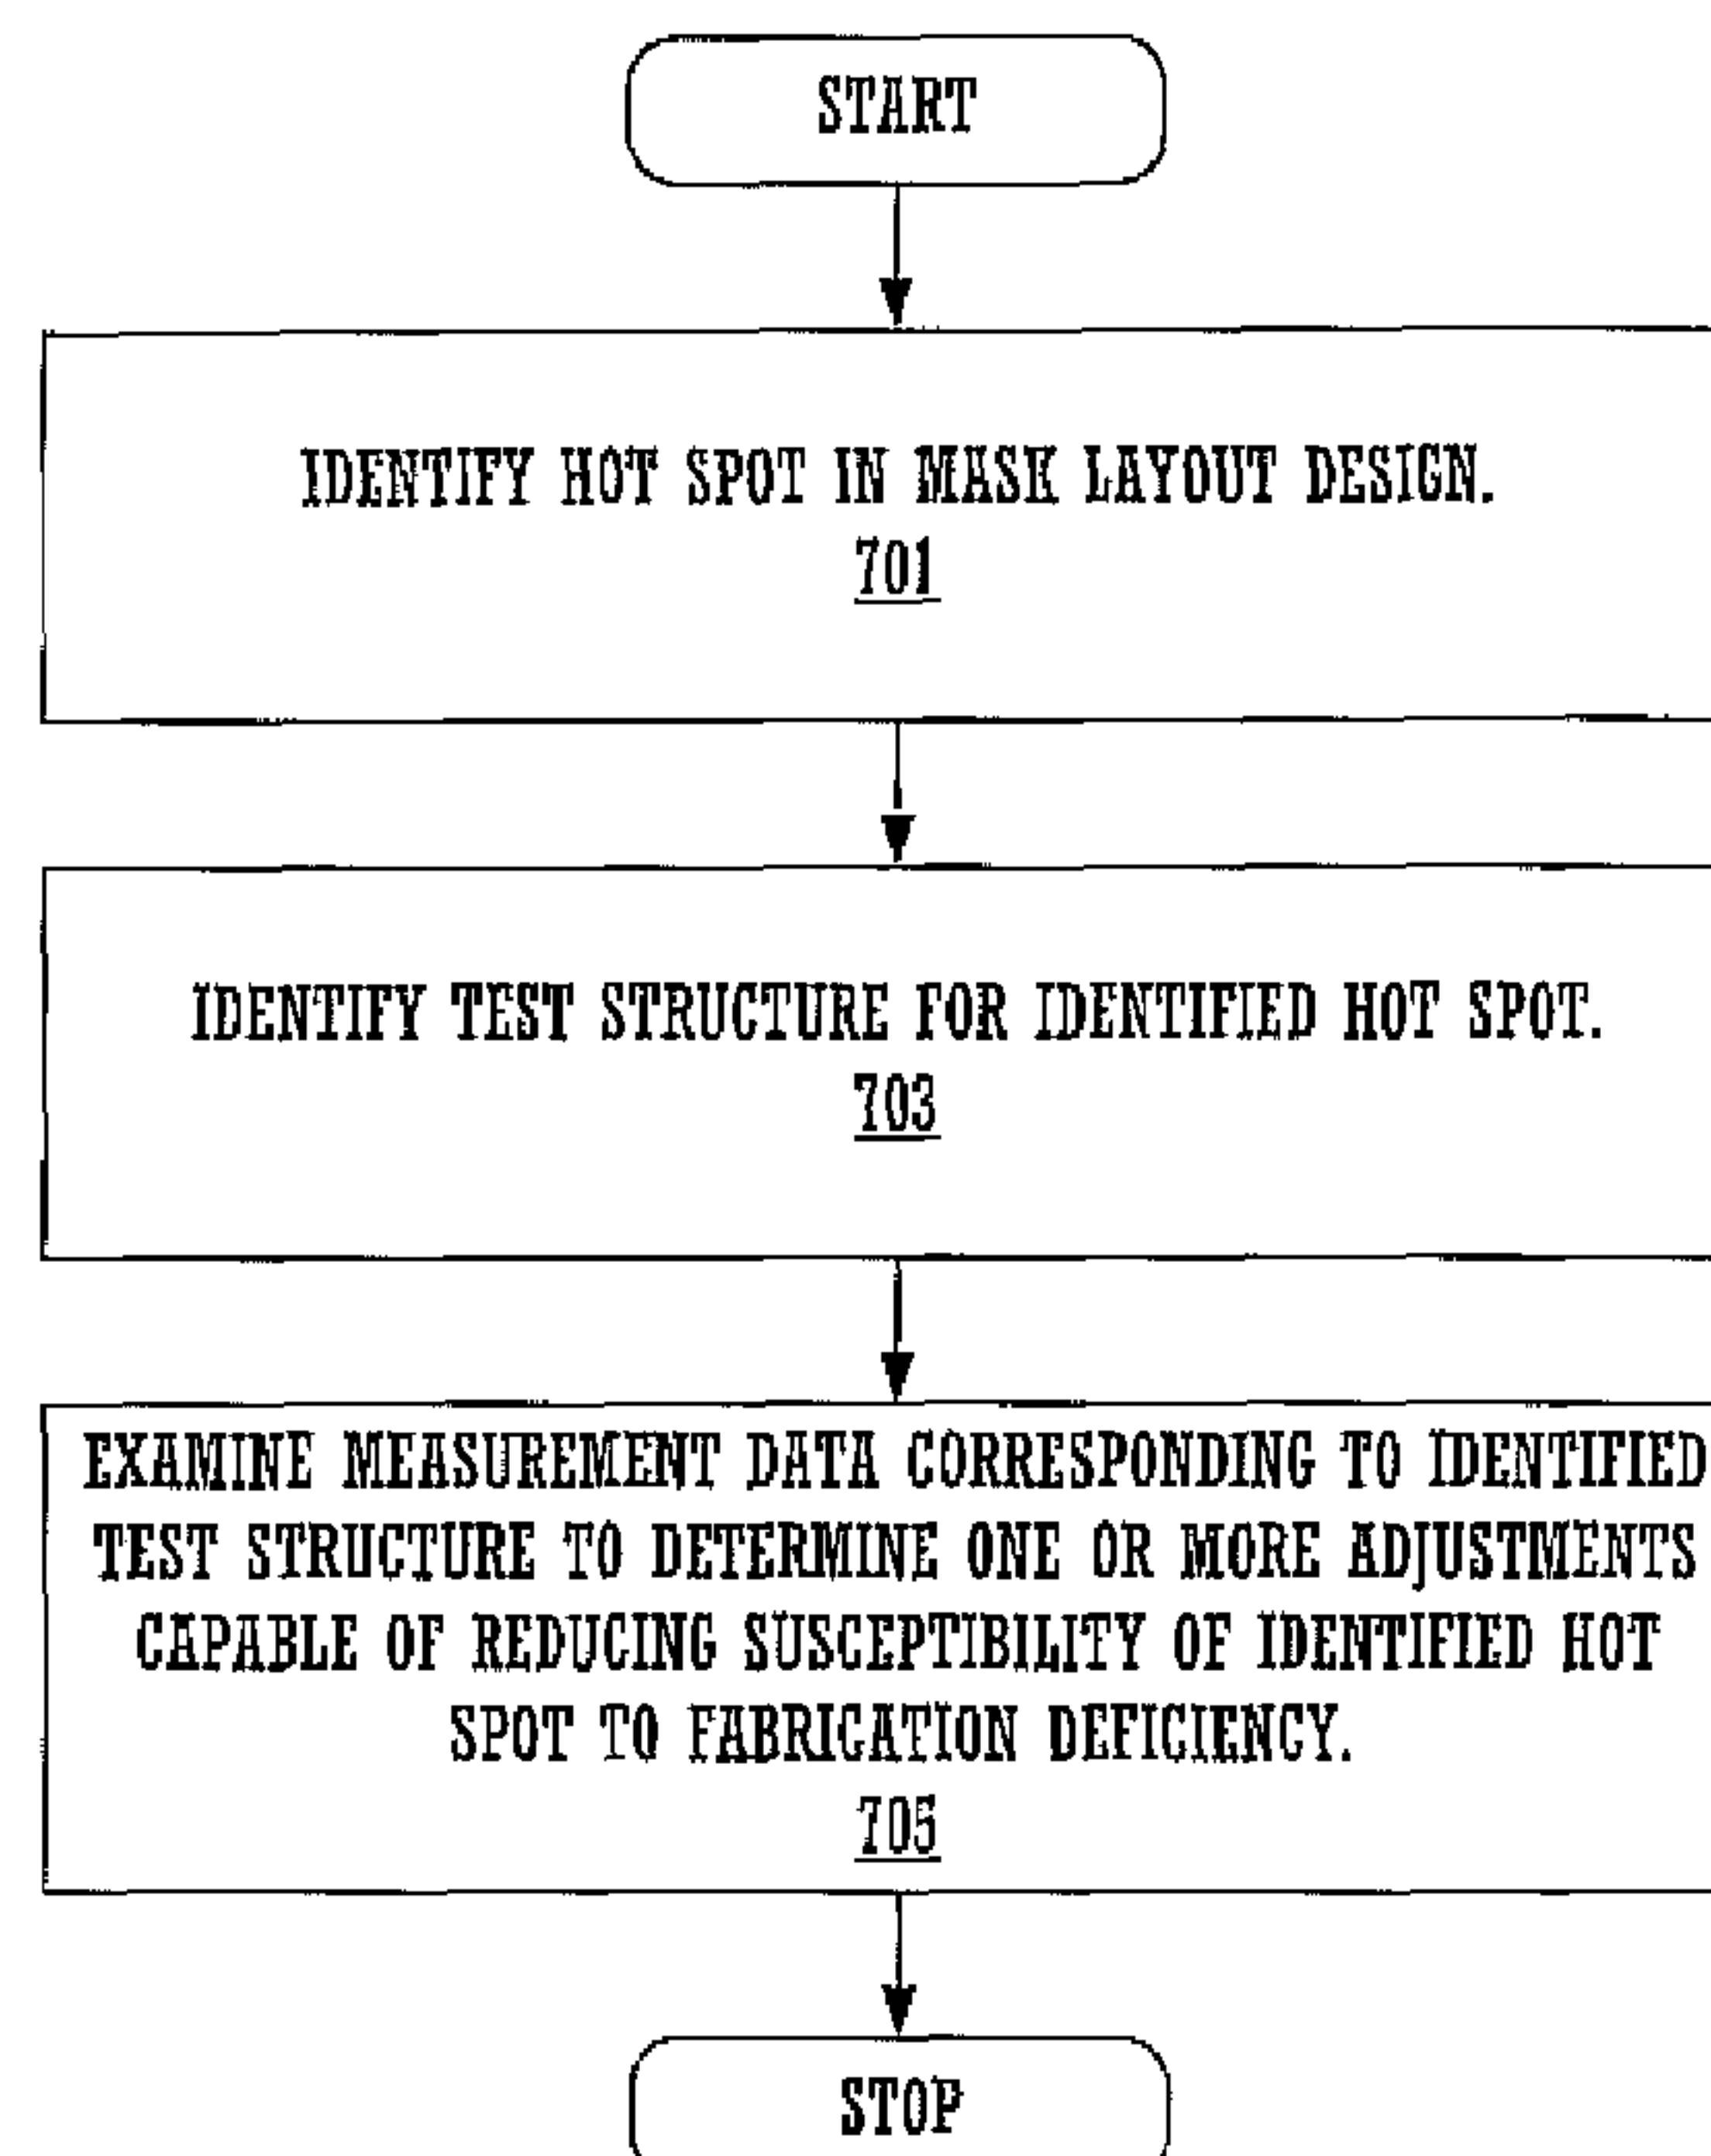 START
IDENTIFY HOT SPOT IN MASK LAYOUT DESIGN.
701
IDENTIFY TEST STRUCTURE FOR IDENTIFIED HOT SPOT.
703
EXAMINE MEASUREMENT DATA CORRESPONDING TO IDENTIFIED
TEST STRUCTURE TO DETERMINE ONE OR MORE ADJUSTMENTS
CAPABLE OF REDUCING SUSCEPTIBILITY OF IDENTIFIED HOT
SPOT TO FABRICATION DEFICIENCY.
705
STOP